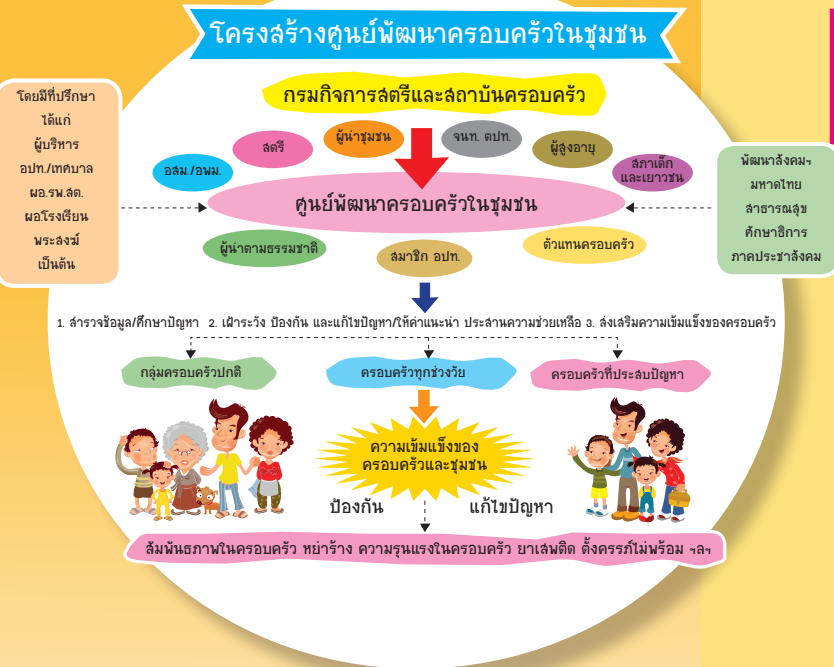 โครงสร้างศูนย์พัฒนาครอบครัวในชุมชน
กรมกิจการสตรีและสถาบันครอบครัว
โดยมีที่ปรึกษา
ได้แก่
ผู้บริหาร
อปท./เทศบาล
ผอ.รพ.สต.
ผอโรงเรียน
พระสงฆ์
เป็นต้น
อสม./อพม.
สตรี
ผู้นำชุมชน
จนท. ตปท.
ผู้สูงอายุ
สภาเด็ก
และเยาวชน
พัฒนาสังคมฯ
มหาดไทย
สาธารณสุข
ศึกษาธิการ
ภาคประชาสังคม
ศูนย์พัฒนาครอบครัวในชุมชน
ผู้นำตามธรรมชาติ
สมาชิก อปท.
ตัวแทนครอบครัว
1. สำรวจข้อมูล/ศึกษาปัญหา 2. เฝ้าระวัง ป้องกัน และแก้ไขปัญหา/ให้คำแนะนำ ประสานความช่วยเหลือ 3. ส่งเสริมความเข้มแข็งของครอบครัว
กลุ่มครอบครัวปกติ
ครอบครัวทุกช่วงวัย
ครอบครัวที่ประสบปัญหา
ความเข้มแข็งของ
ครอบครัวและชุมชน
ป้องกัน
แก้ไขปัญหา
สัมพันธภาพในครอบครัว หย่าร้าง ความรุนแรงในครอบครัว ยาเสพติด ตั้งครรภ์ไม่พร้อม ฯลฯ